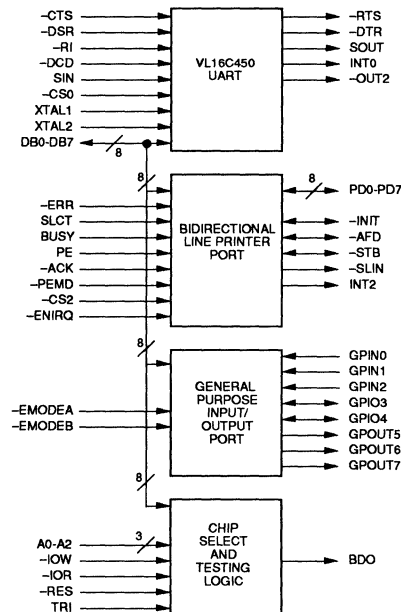 -CTS
-DSR
-RI
-DCD
SIN
-CS0
XTAL1
XTAL2
DB0-DB7
8
VL16C450
UART
-RTS
-DTR
SOUT
INT0
-OUT2
8
8
PD0-PD7
-ERR
SLCT
BUSY
PE
-ACK
-PEMD
-CS2
-ENIRQ
BIDIRECTIONAL
LINE PRINTER
PORT
-INIT
-AFD
-STB
-SLIN
INT2
8
-EMODEA
-EMODEB
GENERAL
PURPOSE
INPUT/
OUTPUT
PORT
GPIN0
GPIN1
GPIN2
GPIO3
GPIO4
GPOUT5
GPOUT6
GPOUT7
8
A0-A2
3
-IOW
-IOR
-RES
TRI
CHIP
SELECT
AND
TESTING
LOGIC
BDO